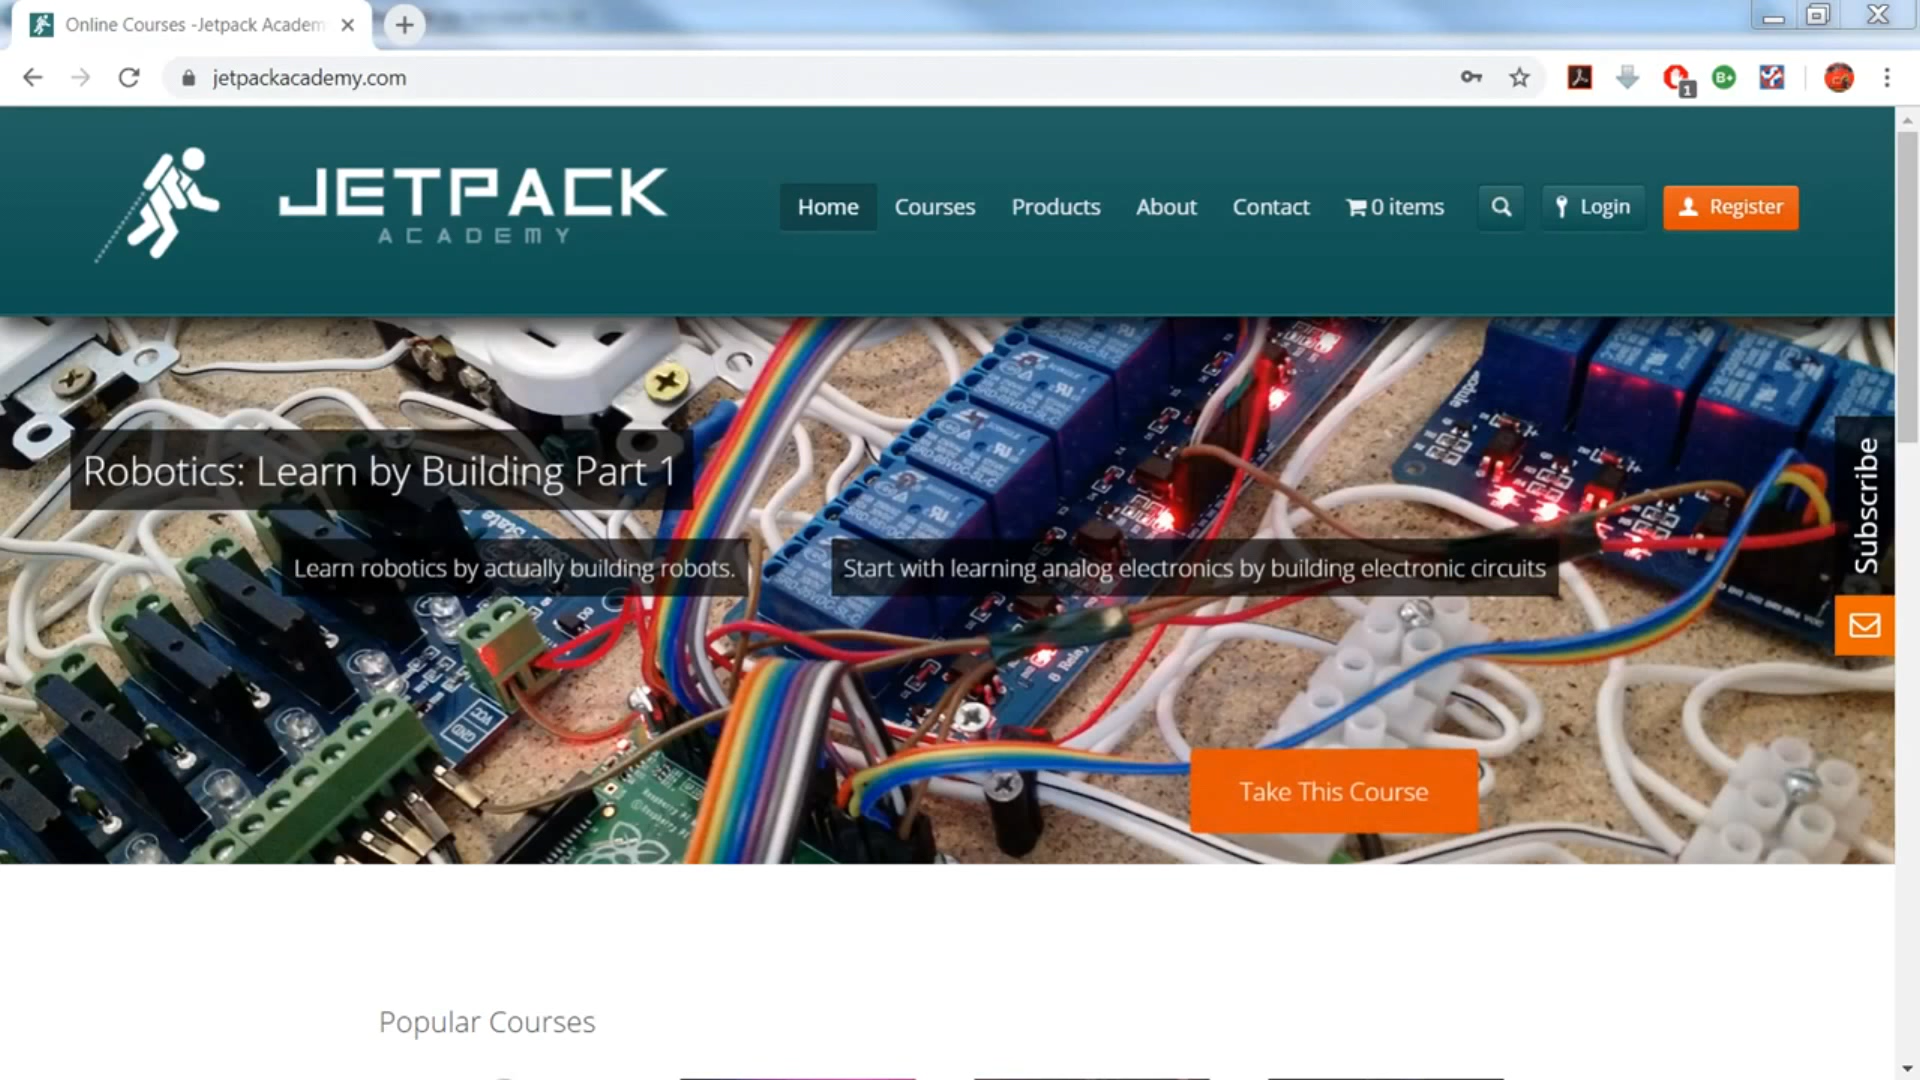 Online Courses -Jetpack Academ
jetpackacademy.com
1
B+
JETPACK
ACADEMY
Home
Courses
Products
About
Contact
0 items
Login
Register
Robotics: Learn by Building Part 1
Learn robotics by actually building robots.
Start with learning analog electronics by building electronic circuits
Subscribe
Take This Course
Popular Courses